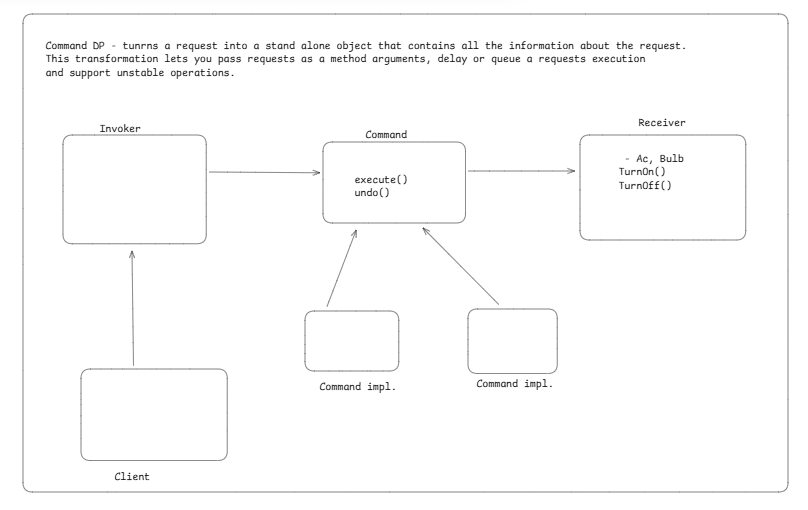 Command DP - tunrns a request into a stand alone object that contains all the information about the request.
This transformation lets you pass requests as a method arguments, delay or queue a requests execution
and support unstable operations.
Invoker
Command
Receiver
execute()
undo()
- Ac, Bulb
TurnOn()
TurnOff()
Command impl.
Command impl.
Client